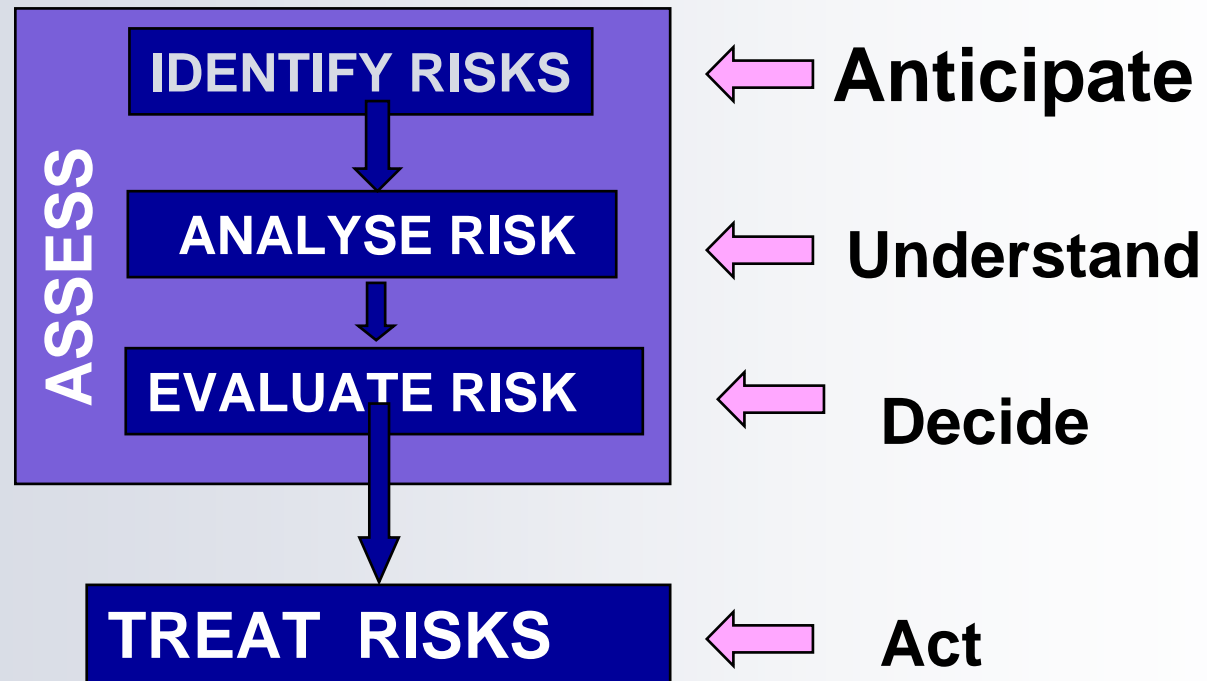 IDENTIFY RISKS
Anticipate
ASSESS
ANALYSE RISK
Understand
EVALUATE RISK
Decide
TREAT RISKS
Act